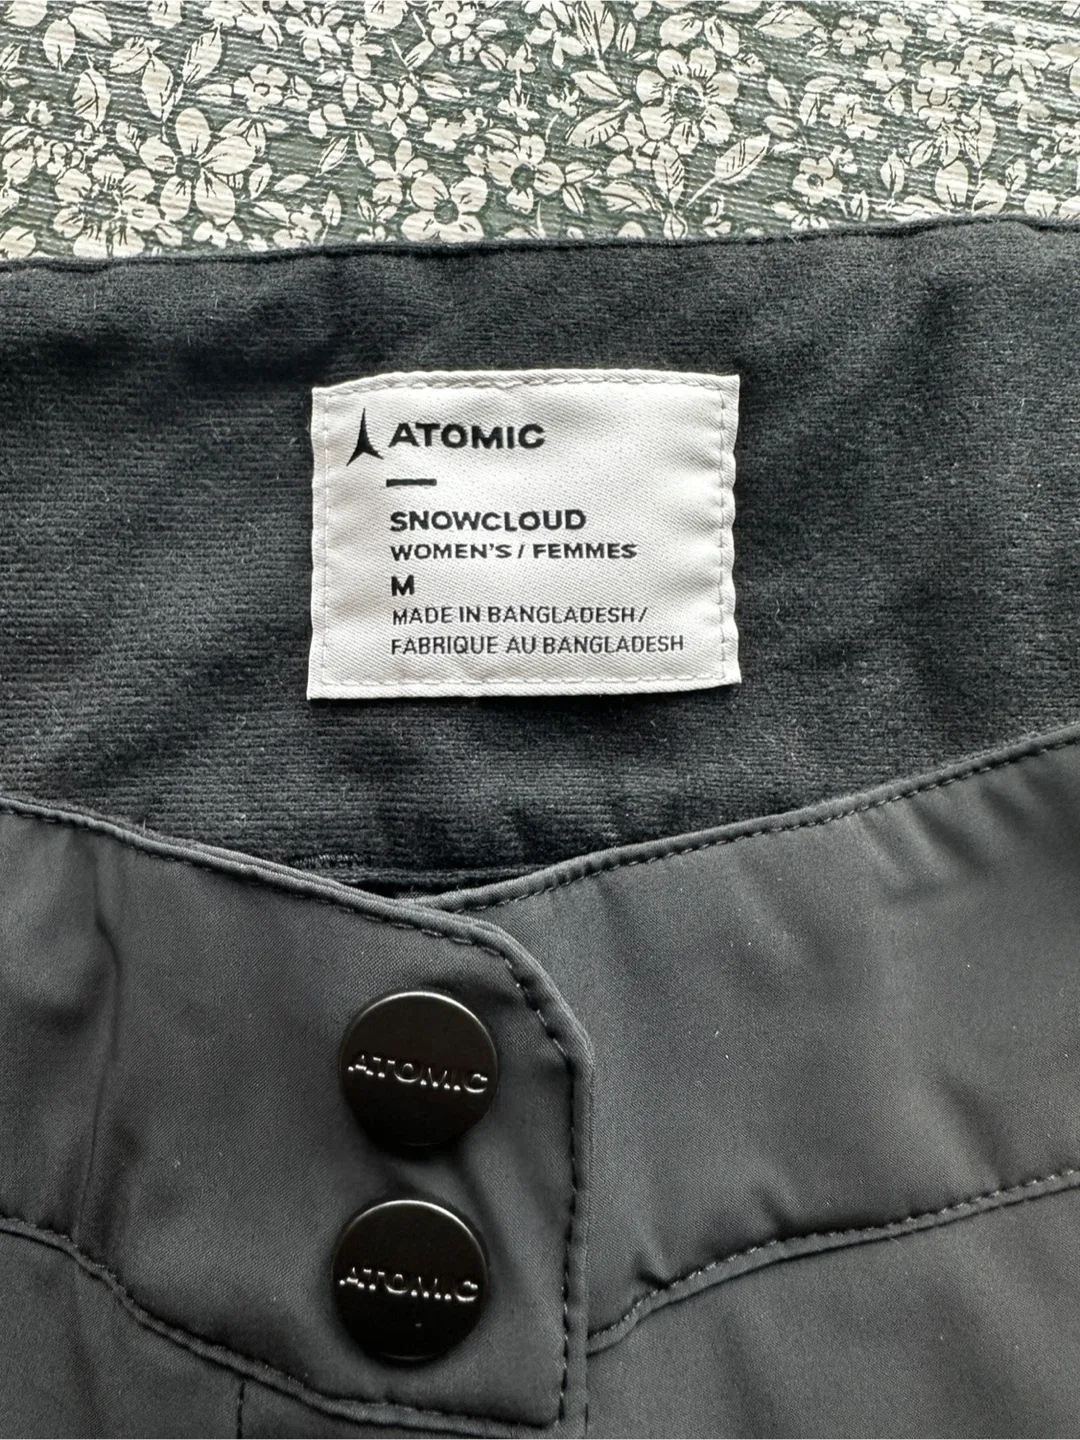 ATOMIC
SNOWCLOUD
WOMEN'S / FEMMES
M
MADE IN BANGLADESH/
FABRIQUE AU BANGLADESH
ATOMIC
ATOMIC